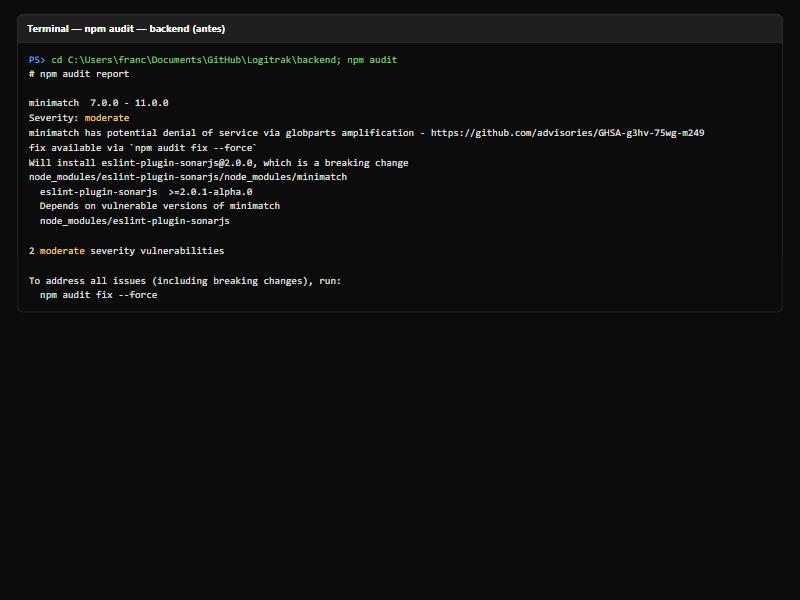 Terminal — npm audit — backend (antes)
PS> cd C:\Users\franc\Documents\GitHub\Logitrak\backend; npm audit
# npm audit report
minimatch  7.0.0 - 11.0.0
Severity: moderate
minimatch has potential denial of service via globparts amplification - https://github.com/advisories/GHSA-g3hv-75wg-m249
fix available via `npm audit fix --force`
Will install eslint-plugin-sonarjs@2.0.0, which is a breaking change
node_modules/eslint-plugin-sonarjs/node_modules/minimatch
  eslint-plugin-sonarjs  >=2.0.1-alpha.0
  Depends on vulnerable versions of minimatch
  node_modules/eslint-plugin-sonarjs
2 moderate severity vulnerabilities
To address all issues (including breaking changes), run:
  npm audit fix --force